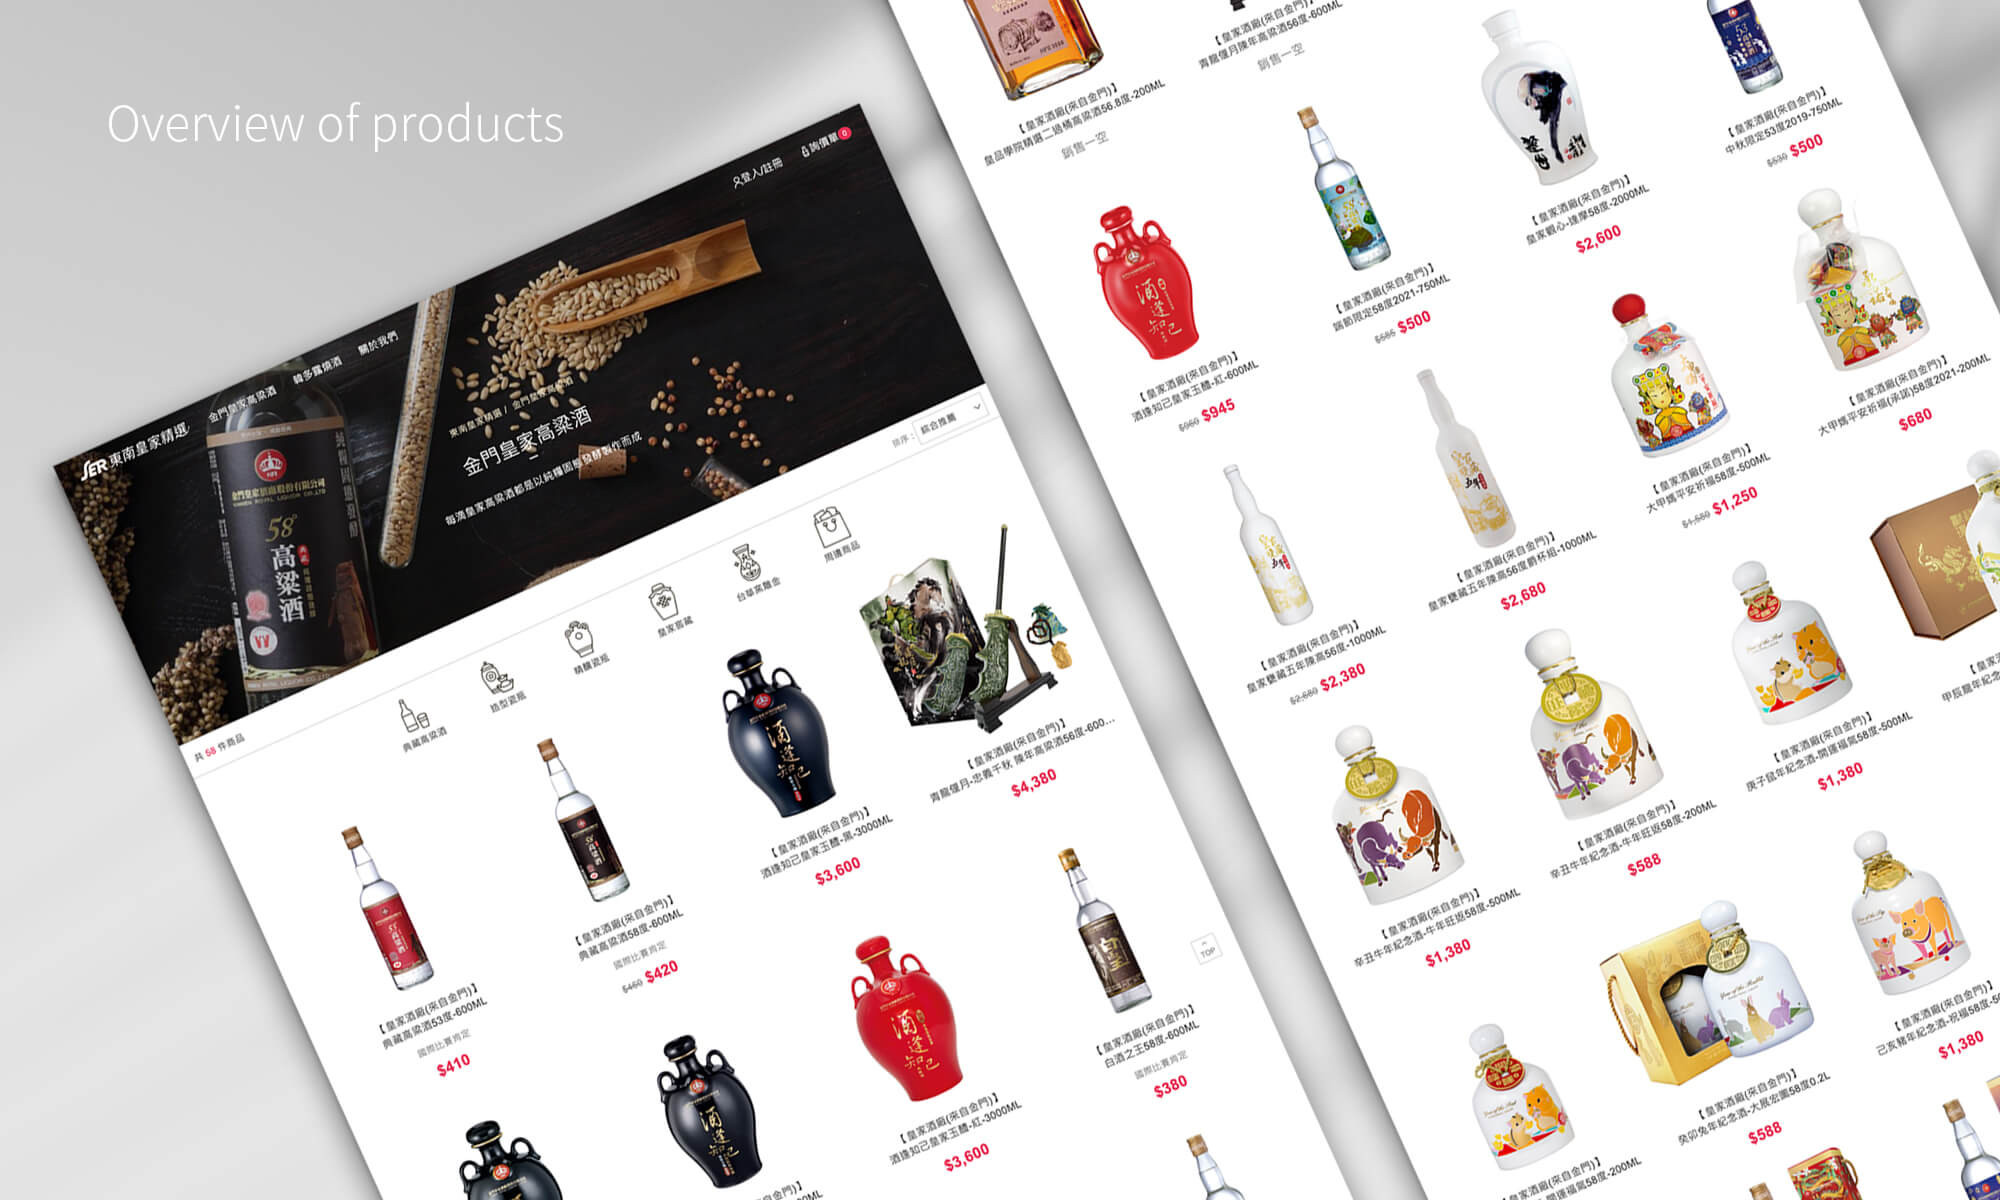 Overview of products
登入/註冊
詢價單 0
SER 東南皇家精選
金門皇家高粱酒
韓多露燒酒
關於我們
東南皇家精選 / 金門皇家高粱酒
金門皇家高粱酒
每滴皇家高粱酒都是以純糧固態發酵製作而成
58°
高粱酒
排序：
綜合推薦
共 58 件商品
典藏高粱酒
造型瓷瓶
精釀瓷瓶
皇家窖藏
台華窯麵金
周邊商品
【皇家酒廠(來自金門)】
典藏高粱酒53度-600ML
國際比賽肯定
$410
【皇家酒廠(來自金門)】
典藏高粱酒58度-600ML
國際比賽肯定
$460 $420
【皇家酒廠(來自金門)】
酒逢知己皇家玉醴-黑-3000ML
$3,600
【皇家酒廠(來自金門)】
青龍偃月-忠義千秋 陳年高粱酒56度-600...
$4,380
【皇家酒廠(來自金門)】
酒逢知己皇家玉醴-紅-3000ML
$3,600
【皇家酒廠(來自金門)】
白酒之王58度-600ML
國際比賽肯定
$380
TOP
【皇家酒廠(來自金門)】
皇品學院精選二過桶高粱酒56.8度-200ML
銷售一空
【皇家酒廠(來自金門)】
青龍偃月陳年高粱酒56度-600ML
銷售一空
【皇家酒廠(來自金門)】
皇家觀心-達摩58度-2000ML
$2,600
【皇家酒廠(來自金門)】
中秋限定53度2019-750ML
$530 $500
【皇家酒廠(來自金門)】
酒逢知己皇家玉醴-紅-600ML
$980 $945
【皇家酒廠(來自金門)】
端節限定58度2021-750ML
$585 $500
【皇家酒廠(來自金門)】
大甲媽平安祈福58度-500ML
$1,580 $1,250
【皇家酒廠(來自金門)】
大甲媽平安祈福(承諾)58度2021-200ML
$680
【皇家酒廠(來自金門)】
皇家甕藏五年陳高56度-1000ML
$2,680 $2,380
【皇家酒廠(來自金門)】
皇家甕藏五年陳高56度爵杯組-1000ML
$2,680
【皇家酒廠(來自金門)】
辛丑牛年紀念酒-牛年旺返58度-500ML
$1,380
【皇家酒廠(來自金門)】
辛丑牛年紀念酒-牛年旺返58度-200ML
$588
【皇家酒廠(來自金門)】
庚子鼠年紀念酒-開運福氣58度-500ML
$1,380
【皇家
甲辰龍年紀念
【皇家酒廠(來自金門)】
開運福氣58度-200ML
【皇家酒廠(來自金門)】
癸卯兔年紀念酒-大展宏圖58度0.2L
$588
【皇家酒廠(來自金門)】
己亥豬年紀念酒-祝福58度-50
$1,380